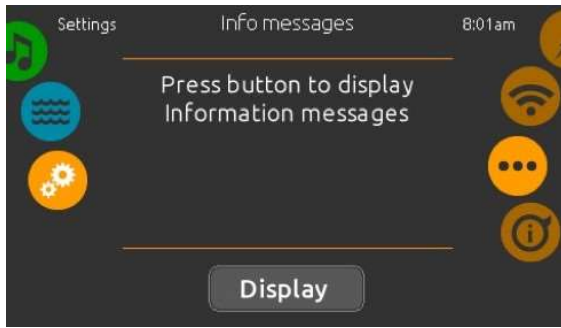 Settings Info messages 8:01am
Press button to display
Information messages
Display